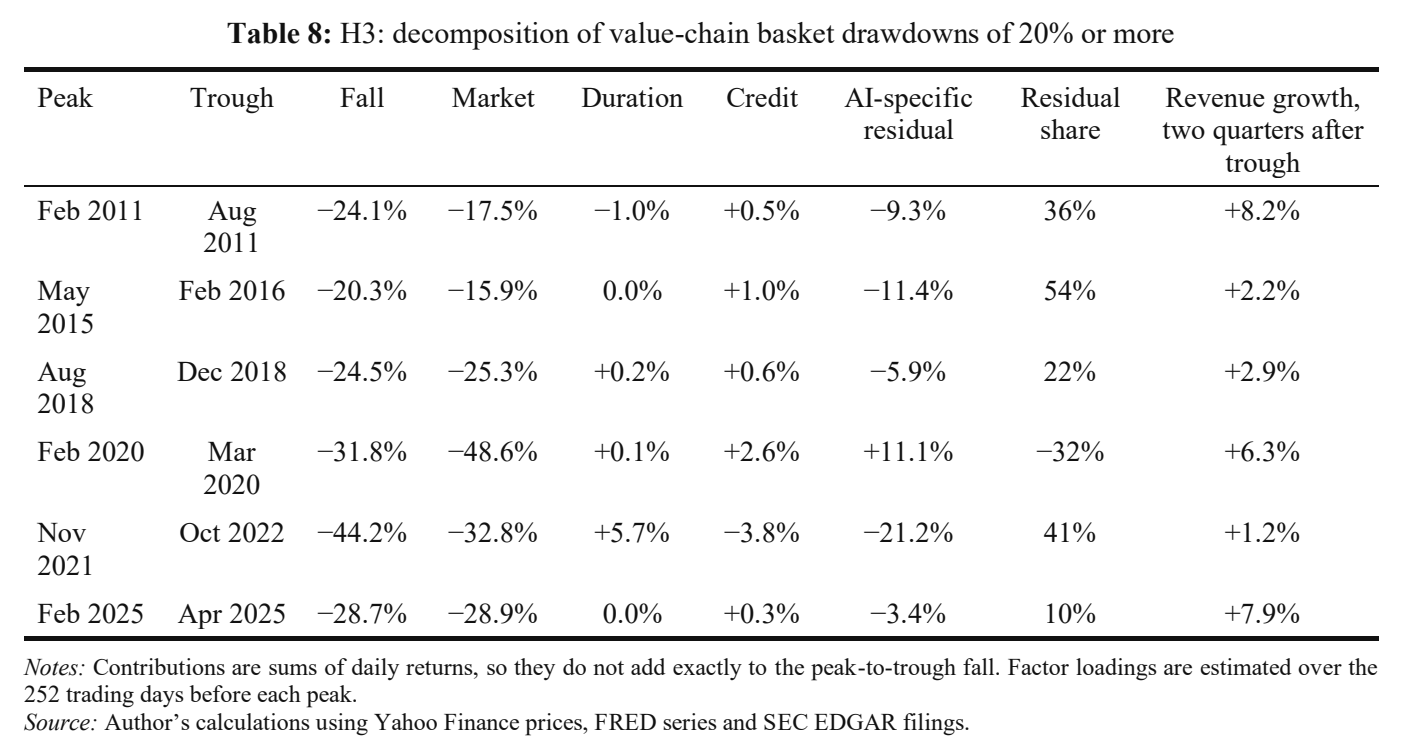 Table 8: H3: decomposition of value-chain basket drawdowns of 20% or more
Peak Trough Fall Market Duration Credit AI-specific residual Residual share Revenue growth, two quarters after trough
Feb 2011 Aug 2011 −24.1% −17.5% −1.0% +0.5% −9.3% 36% +8.2%
May 2015 Feb 2016 −20.3% −15.9% 0.0% +1.0% −11.4% 54% +2.2%
Aug 2018 Dec 2018 −24.5% −25.3% +0.2% +0.6% −5.9% 22% +2.9%
Feb 2020 Mar 2020 −31.8% −48.6% +0.1% +2.6% +11.1% −32% +6.3%
Nov 2021 Oct 2022 −44.2% −32.8% +5.7% −3.8% −21.2% 41% +1.2%
Feb 2025 Apr 2025 −28.7% −28.9% 0.0% +0.3% −3.4% 10% +7.9%
Notes: Contributions are sums of daily returns, so they do not add exactly to the peak-to-trough fall. Factor loadings are estimated over the
252 trading days before each peak.
Source: Author’s calculations using Yahoo Finance prices, FRED series and SEC EDGAR filings.